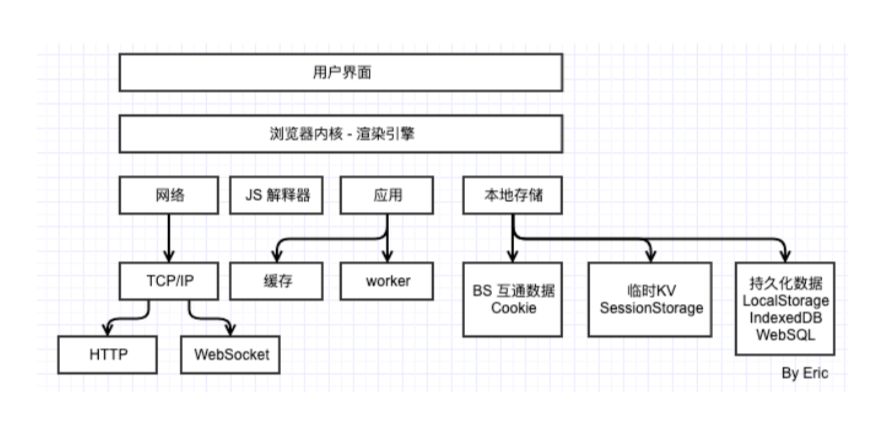 用户界面
浏览器内核 - 渲染引擎
网络
JS 解释器
应用
本地存储
TCP/IP
缓存
worker
BS 互通数据
Cookie
临时KV
SessionStorage
持久化数据
LocalStorage
IndexedDB
WebSQL
HTTP
WebSocket
By Eric